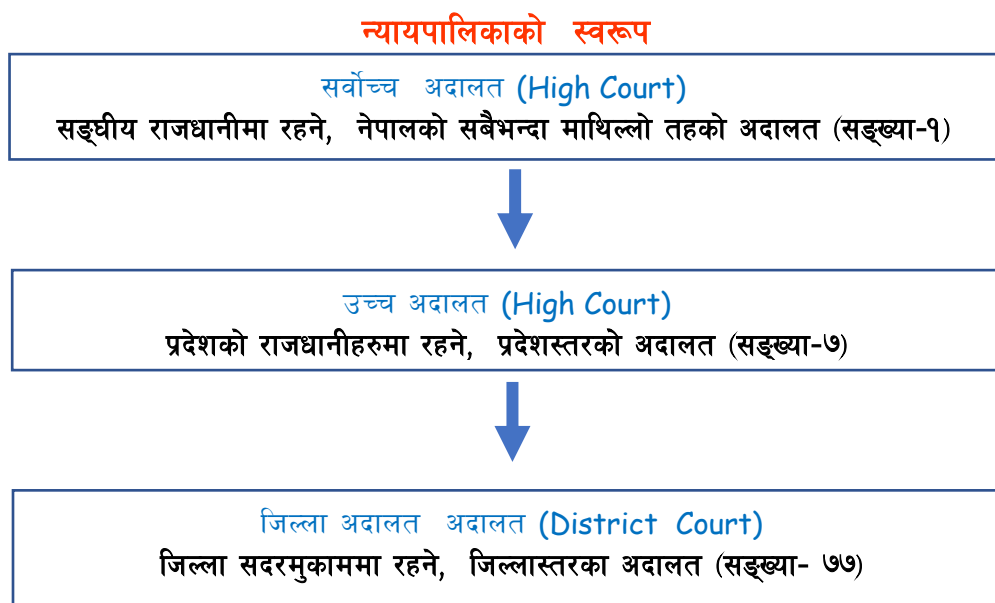 न्यायपालिकाको स्वरूप
सर्वोच्च अदालत (High Court)
सङ्घीय राजधानीमा रहने, नेपालको सबैभन्दा माथिल्लो तहको अदालत (सङ्ख्या-१)
उच्च अदालत (High Court)
प्रदेशको राजधानीहरुमा रहने, प्रदेशस्तरको अदालत (सङ्ख्या-७)
जिल्ला अदालत अदालत (District Court)
जिल्ला सदरमुकाममा रहने, जिल्लास्तरका अदालत (सङ्ख्या- ७७)